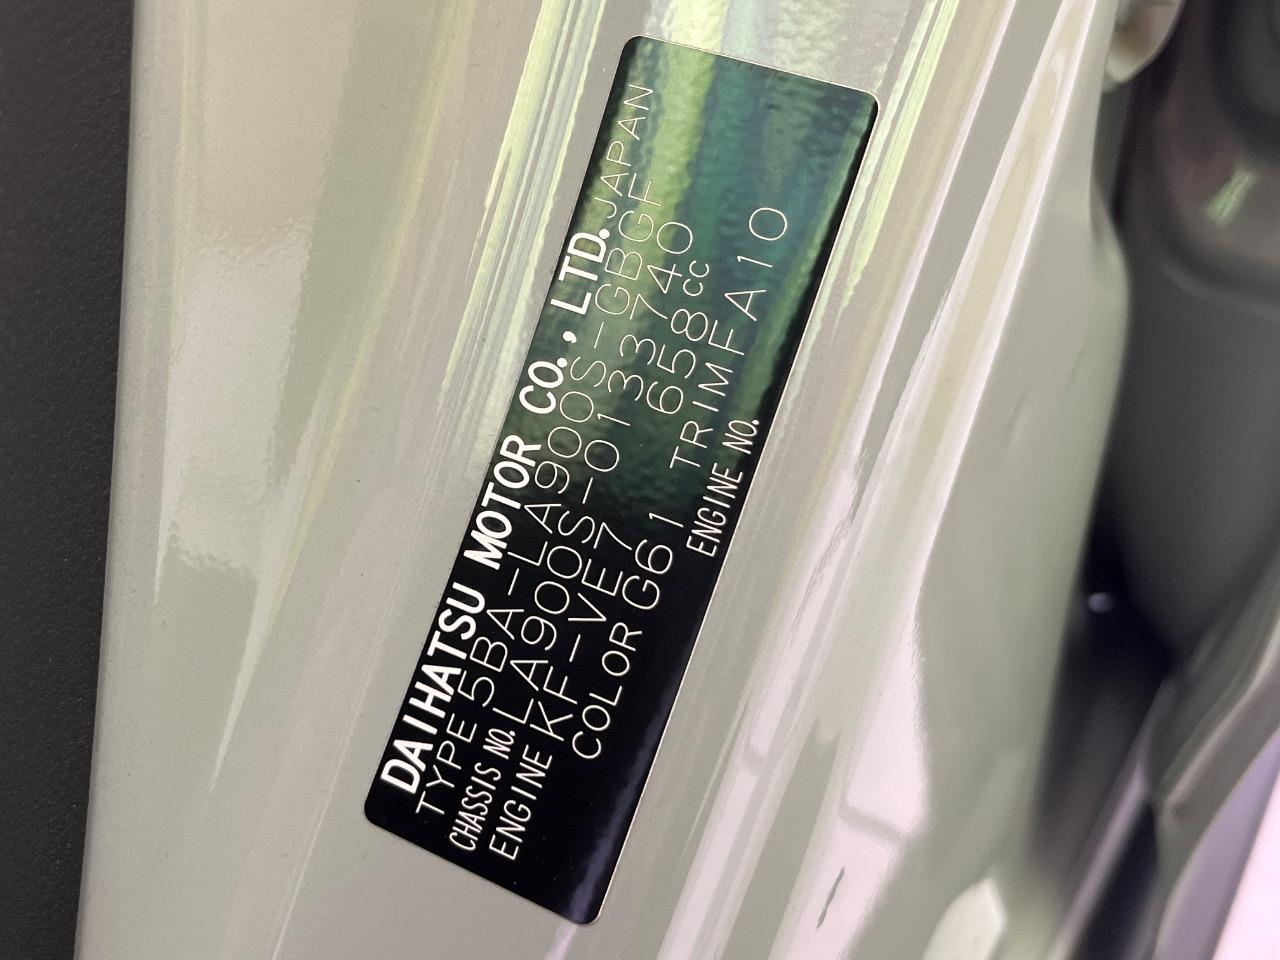 DAIHATSU MOTOR CO., LTD. JAPAN
TYPE 5BA-LA900S-GBGF
CHASSIS NO. LA900S-0133740
ENGINE KF-VE7 658cc
COLOR G61 TRIM FA10
ENGINE NO.